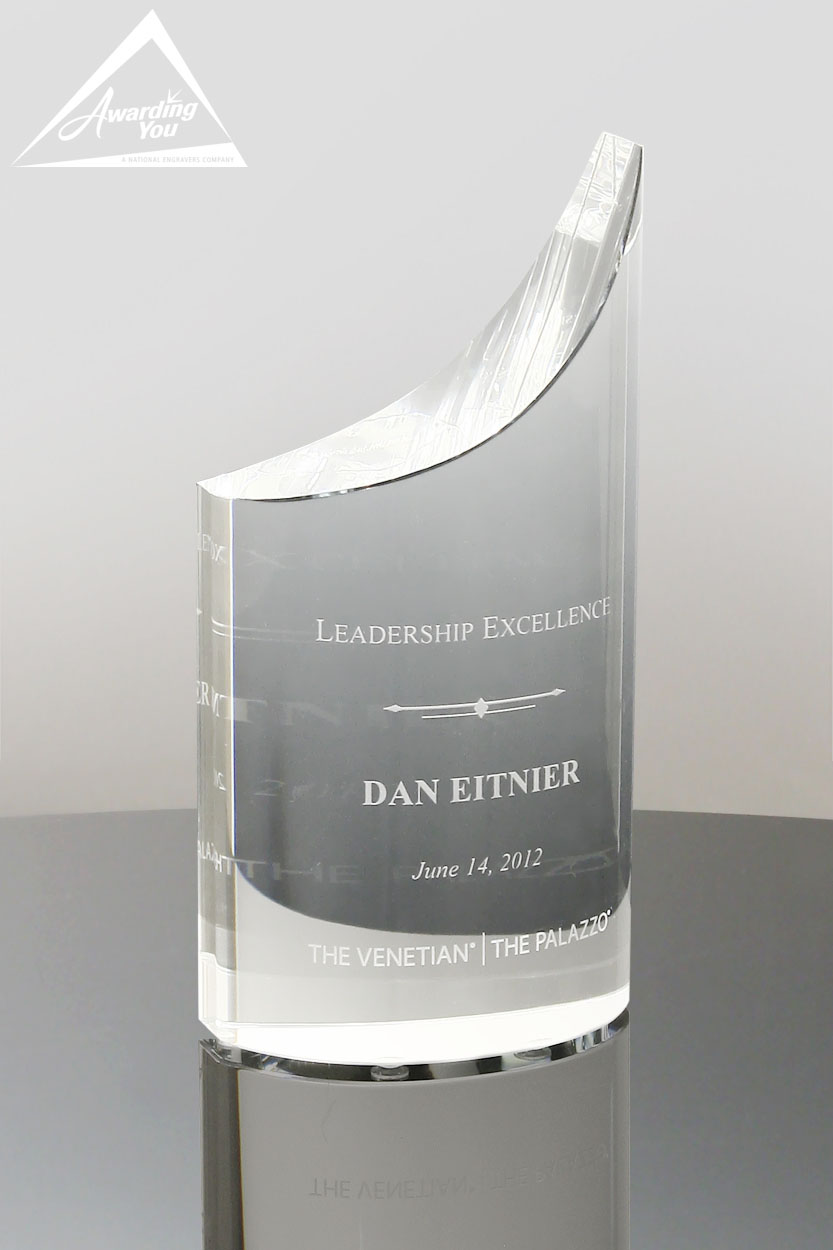 Awarding
You
A NATIONAL ENGRAVERS COMPANY
LEADERSHIP EXCELLENCE
DAN EITNIER
June 14, 2012
THE VENETIAN® | THE PALAZZO®